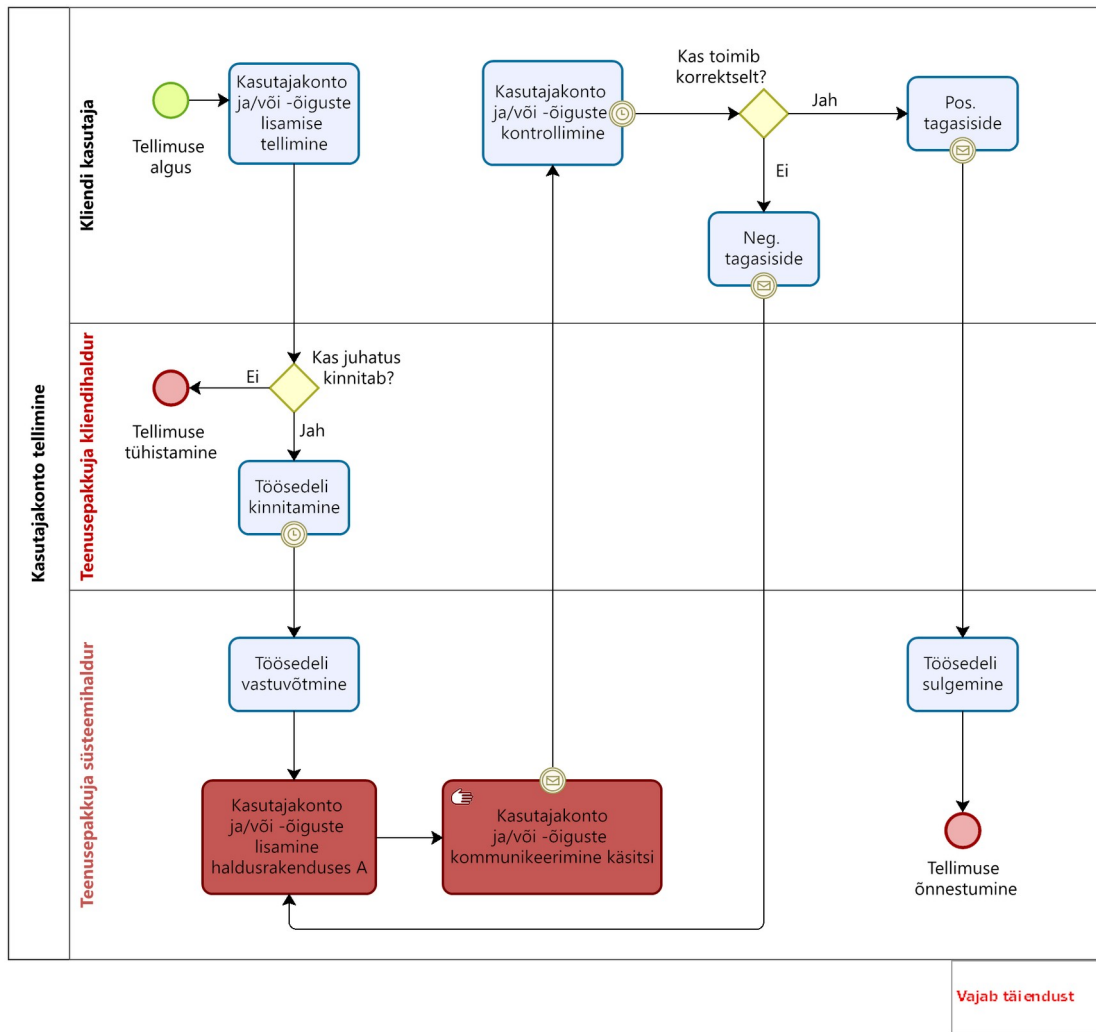 Kasutajakonto tellimine
Kliendi kasutaja
Tellimuse
algus
Kasutajakonto
ja/või -õiguste
lisamise
tellimine
Kasutajakonto
ja/või -õiguste
kontrollimine
Kas toimib
korrektselt?
Jah
Pos.
tagasiside
Ei
Neg.
tagasiside
Teenusepakkuja kliendihaldur
Kas juhatus
kinnitab?
Ei
Tellimuse
tühistamine
Jah
Töösedeli
kinnitamine
Teenusepakkuja süsteemihaldur
Töösedeli
vastuvõtmine
Töösedeli
sulgemine
Kasutajakonto
ja/või -õiguste
lisamine
haldusrakenduses A
Kasutajakonto
ja/või -õiguste
kommunikeerimine käsitsi
Tellimuse
õnnestumine
Vajab täiendust